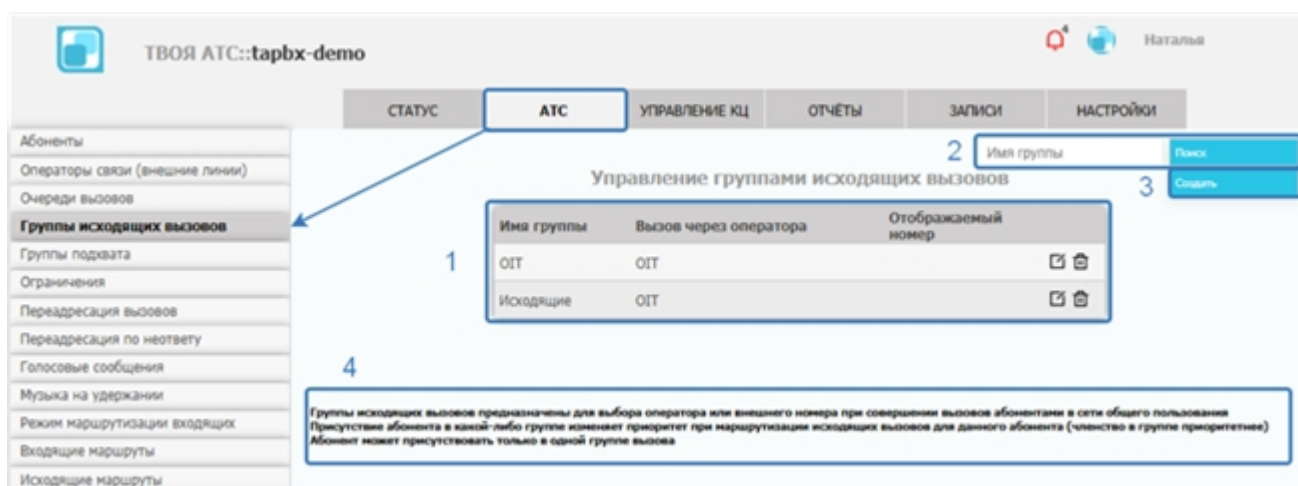 ТВОЯ АТС::tapbx-demo
4
Наталья
СТАТУС
АТС
УПРАВЛЕНИЕ КЦ
ОТЧЁТЫ
ЗАПИСИ
НАСТРОЙКИ
Абоненты
Операторы связи (внешние линии)
Очереди вызовов
Группы исходящих вызовов
Группы подхвата
Ограничения
Переадресация вызовов
Переадресация по неответу
Голосовые сообщения
Музыка на удержании
Режим маршрутизации входящих
Входящие маршруты
Исходящие маршруты
2
Имя группы
Поиск
3
Создать
Управление группами исходящих вызовов
1
Имя группы
Вызов через оператора
Отображаемый
номер
OIT
OIT
Исходящие
OIT
4
Группы исходящих вызовов предназначены для выбора оператора или внешнего номера при совершении вызовов абонентами в сети общего пользования
Присутствие абонента в какой-либо группе изменяет приоритет при маршрутизации исходящих вызовов для данного абонента (членство в группе приоритетнее)
Абонент может присутствовать только в одной группе вызова